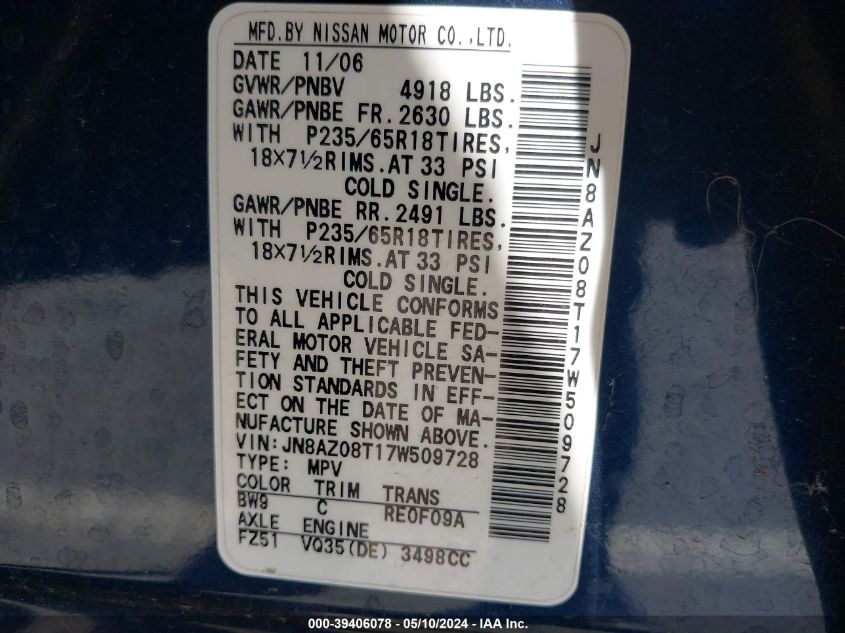 MFD.BY NISSAN MOTOR CO.,LTD.
DATE 11/06
GVWR/PNBV 4918 LBS.
GAWR/PNBE FR.2630 LBS.
WITH P235/65R18TIRES,
18X7½RIMS.AT 33 PSI
COLD SINGLE.
GAWR/PNBE RR.2491 LBS.
WITH P235/65R18TIRES,
18X7½RIMS.AT 33 PSI
COLD SINGLE.
THIS VEHICLE CONFORMS
TO ALL APPLICABLE FED-
ERAL MOTOR VEHICLE SA-
FETY AND THEFT PREVEN-
TION STANDARDS IN EFF-
ECT ON THE DATE OF MA-
NUFACTURE SHOWN ABOVE.
VIN:JN8AZ08T17W509728
TYPE: MPV
COLOR TRIM TRANS
BW9 C RE0F09A
AXLE ENGINE
FZ51 VQ35(DE) 3498CC
JN8AZ08T17W509728
000-39406078 - 05/10/2024 - IAA Inc.